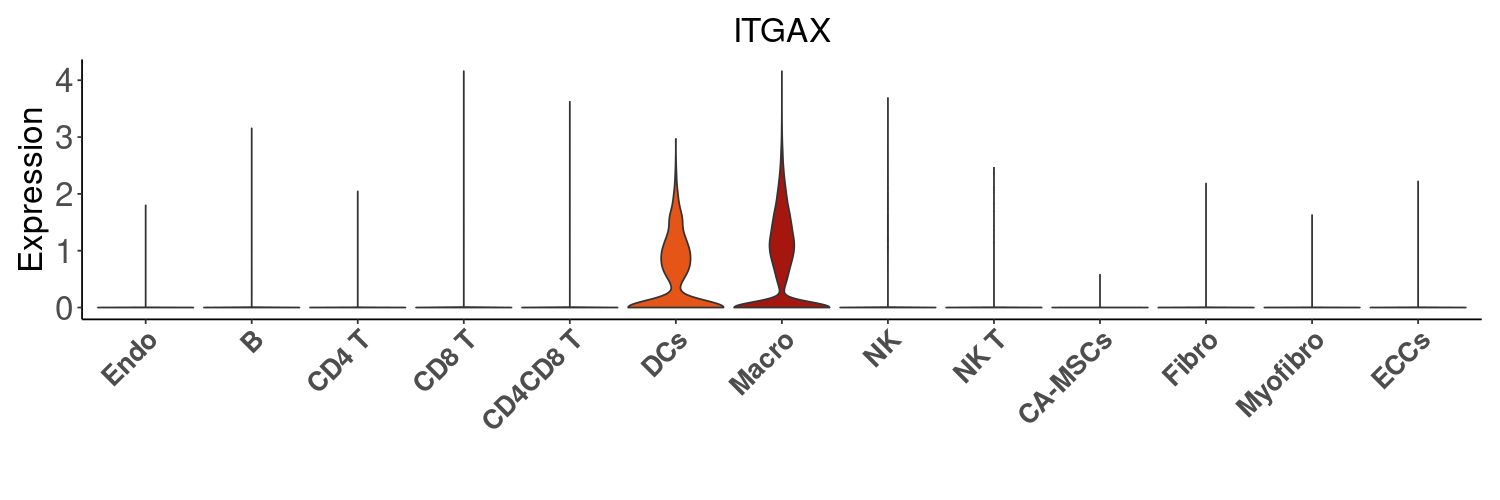 ITGAX
Expression
4
3
2
1
0
Endo
B
CD4 T
CD8 T
CD4CD8 T
DCs
Macro
NK
NK T
CA-MSCs
Fibro
Myofibro
ECCs